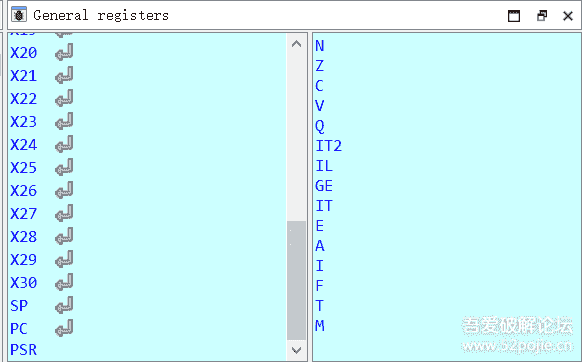 General registers
X19
X20
X21
X22
X23
X24
X25
X26
X27
X28
X29
X30
SP
PC
PSR
N
Z
C
V
Q
IT2
IL
GE
IT
E
A
I
F
T
M
吾爱破解论坛
www.52pojie.cn